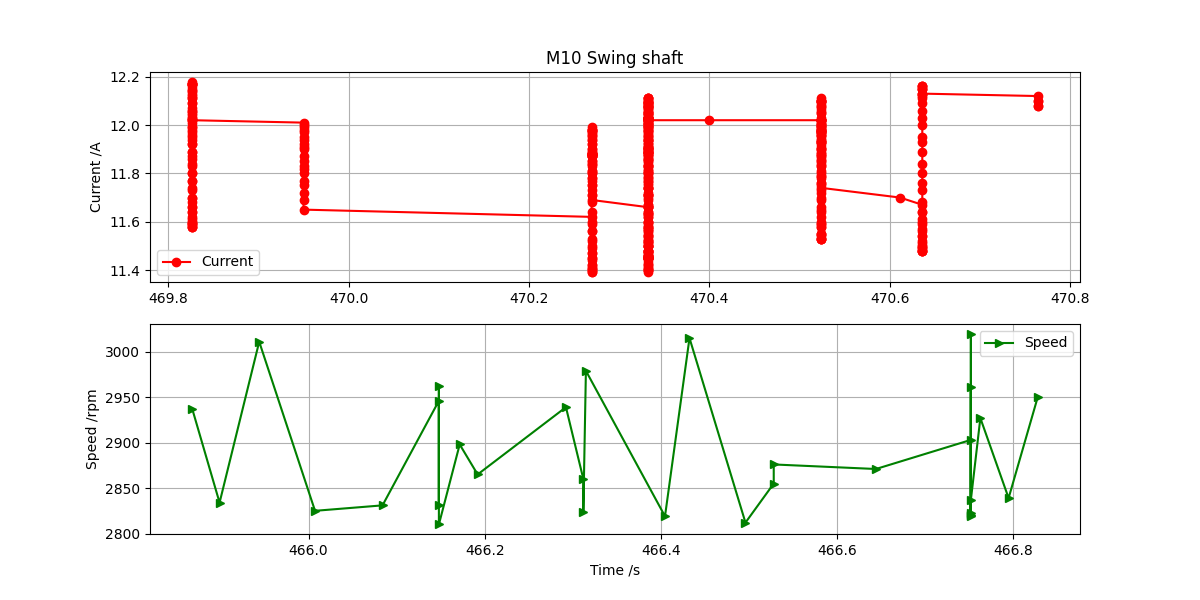 M10 Swing shaft
12.2
12.0
11.8
11.6
11.4
Current /A
Current
469.8 470.0 470.2 470.4 470.6 470.8
3000
2950
2900
2850
2800
Speed /rpm
Speed
466.0 466.2 466.4 466.6 466.8
Time /s